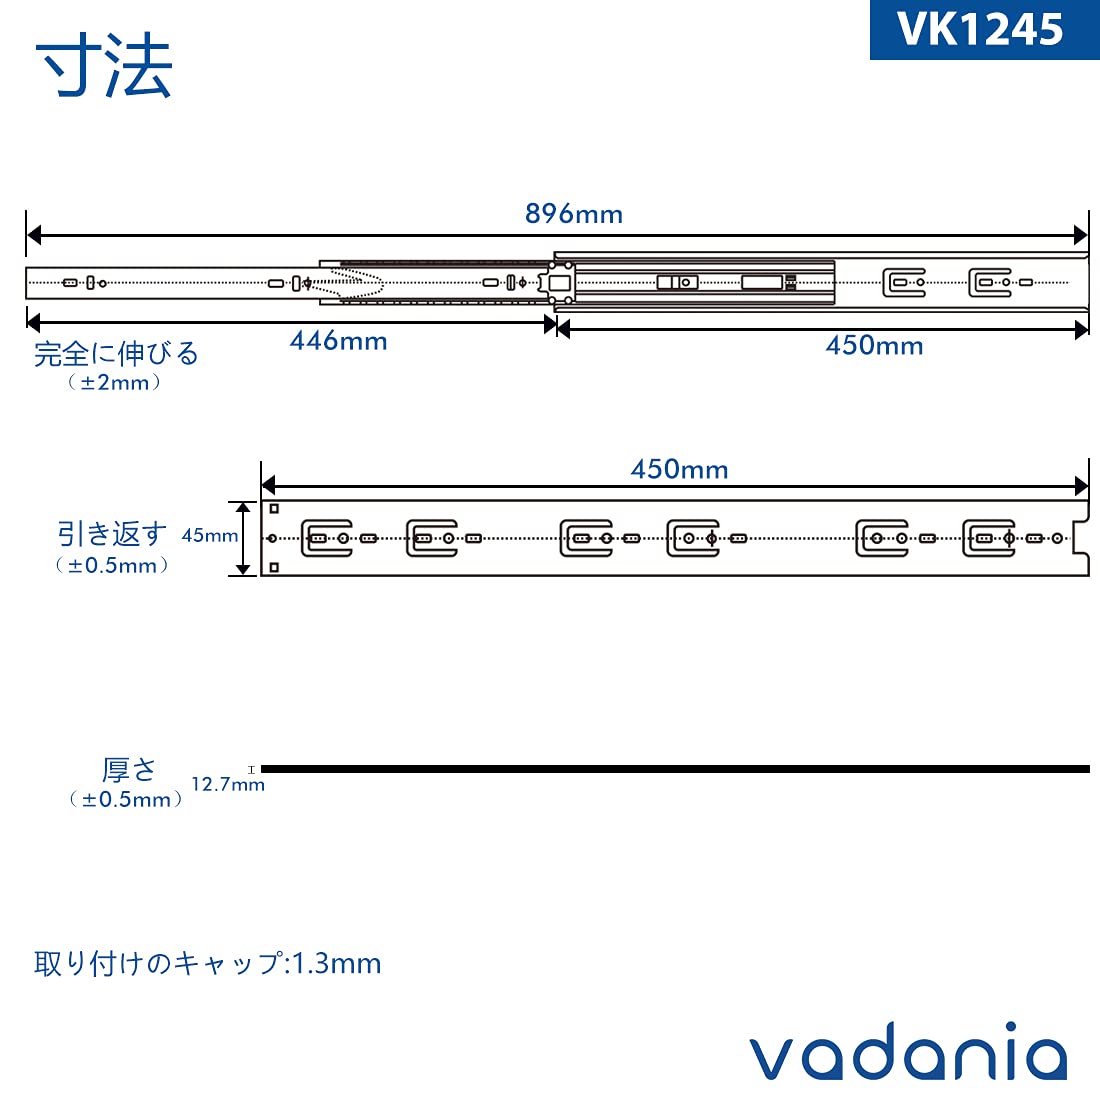 VK1245
寸法
896mm
446mm
450mm
完全に伸びる
（±2mm）
450mm
引き返す
45mm
（±0.5mm）
厚さ
12.7mm
（±0.5mm）
取り付けのキャップ:1.3mm
vadania